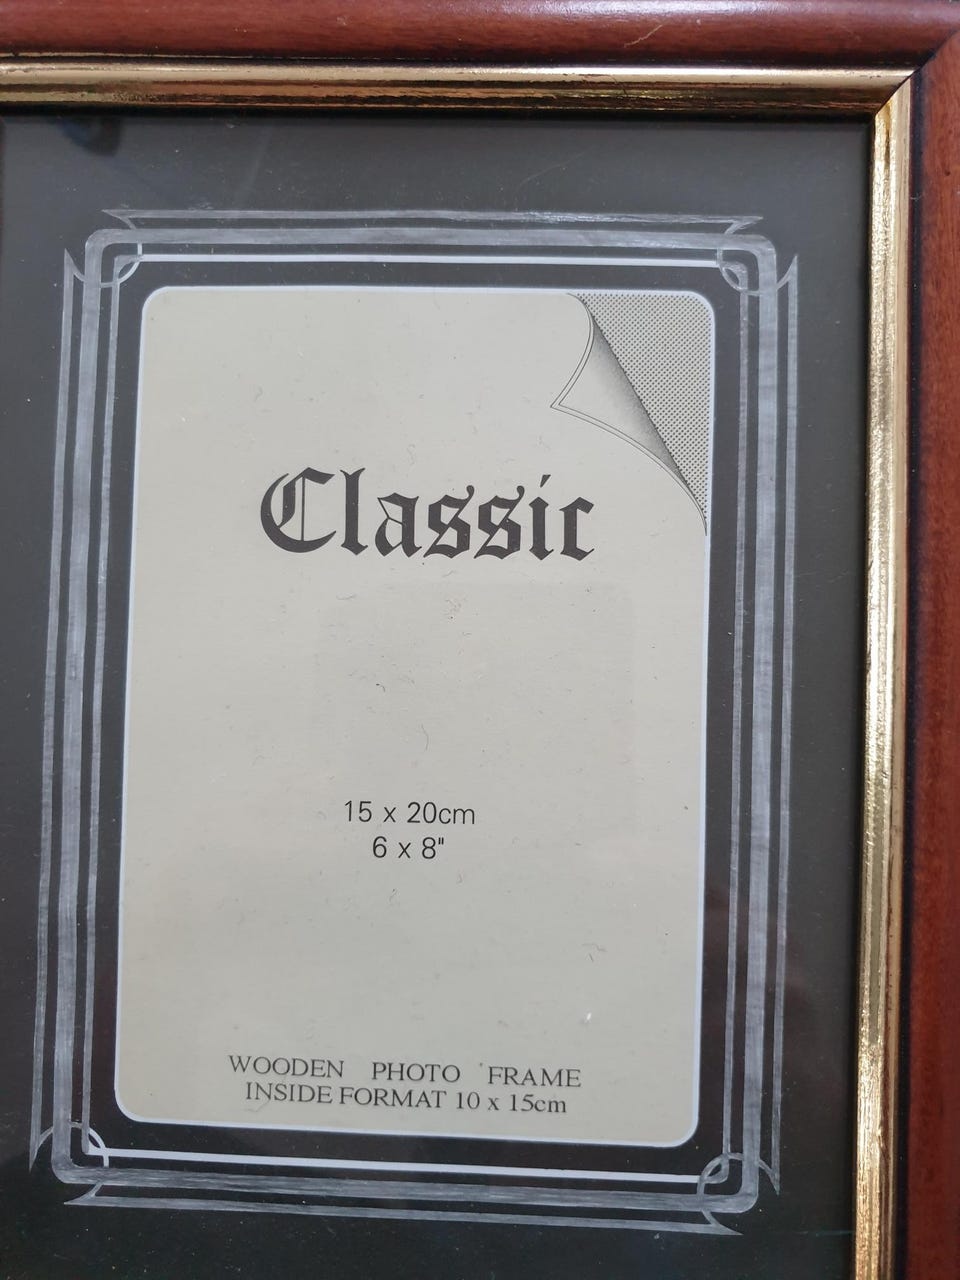 Classic
15 x 20cm
6 x 8"
WOODEN PHOTO FRAME
INSIDE FORMAT 10 x 15cm